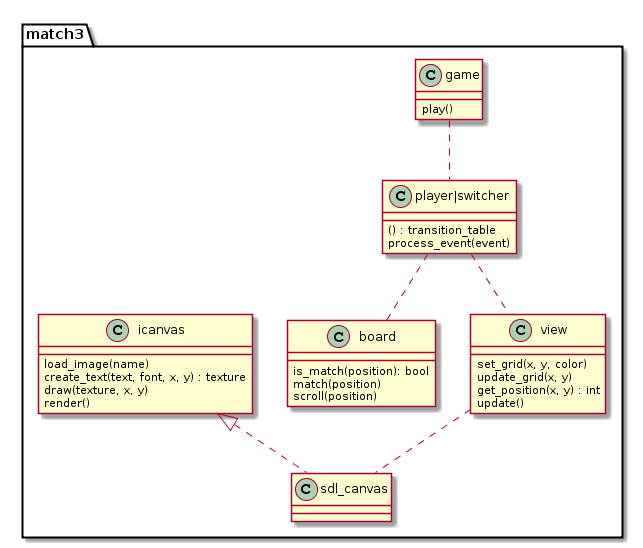 match3
C game
play()
C player|switcher
() : transition_table
process_event(event)
C icanvas
load_image(name)
create_text(text, font, x, y) : texture
draw(texture, x, y)
render()
C board
is_match(position): bool
match(position)
scroll(position)
C view
set_grid(x, y, color)
update_grid(x, y)
get_position(x, y) : int
update()
C sdl_canvas